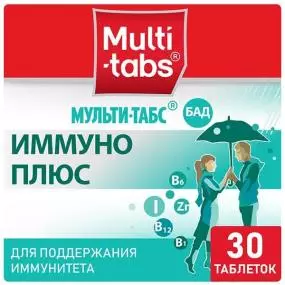 Multi
-tabs®
МУЛЬТИ-ТАБС® БАД
ИММУНО
ПЛЮС
B6
I Zn
B12
B1
ДЛЯ ПОДДЕРЖАНИЯ
ИММУНИТЕТА
30
ТАБЛЕТОК